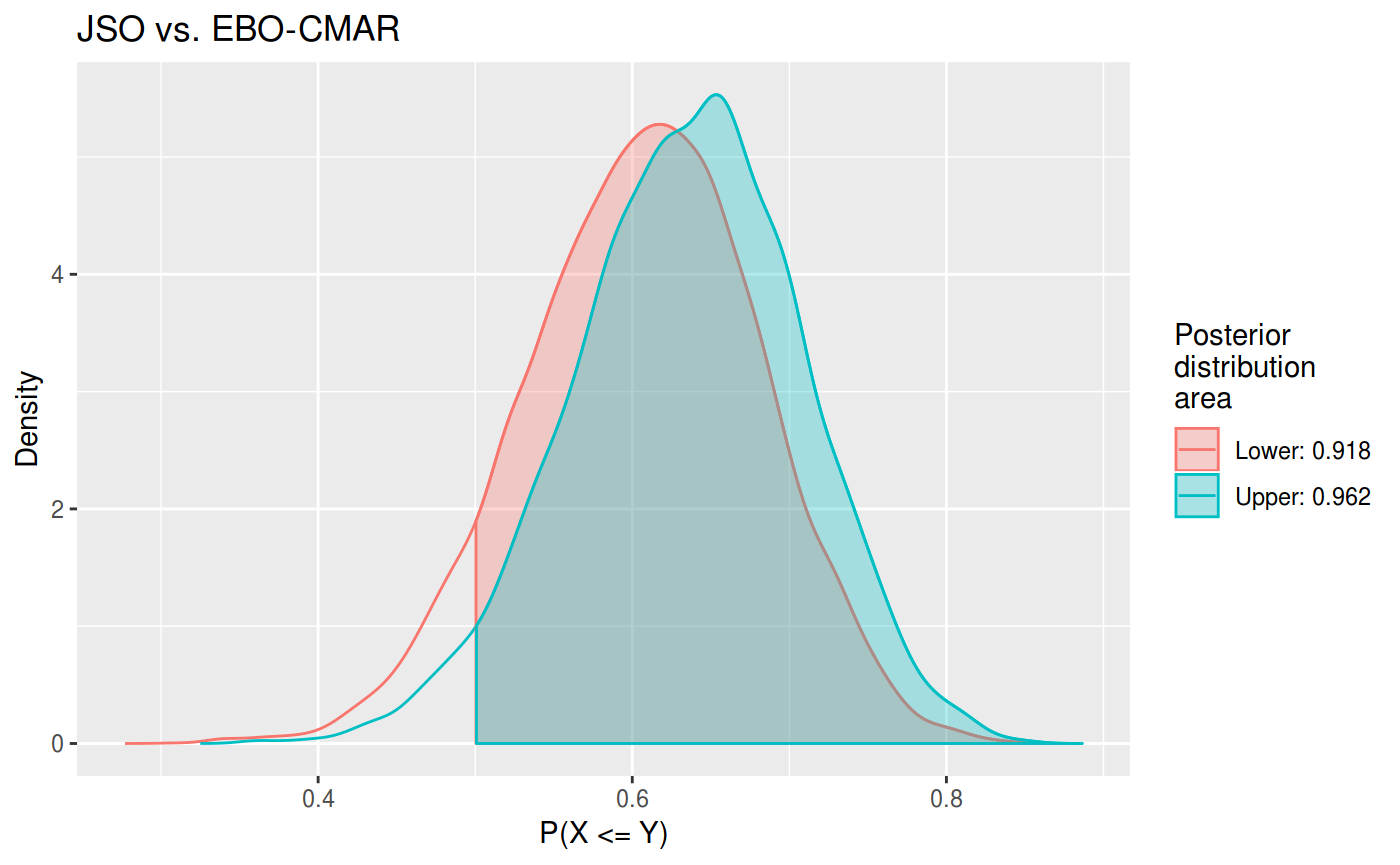 JSO vs. EBO-CMAR
Density
4
2
0
0.4
0.6
0.8
P(X <= Y)
Posterior
distribution
area
Lower: 0.918
Upper: 0.962